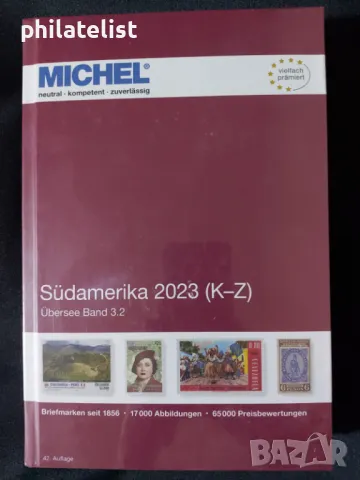 philatelist
MICHEL®
neutral · kompetent · zuverlässig
vielfach
prämiert
Südamerika 2023 (K–Z)
Übersee Band 3.2
Briefmarken seit 1856 · 17000 Abbildungen · 65000 Preisbewertungen
42. Auflage
BAZAR